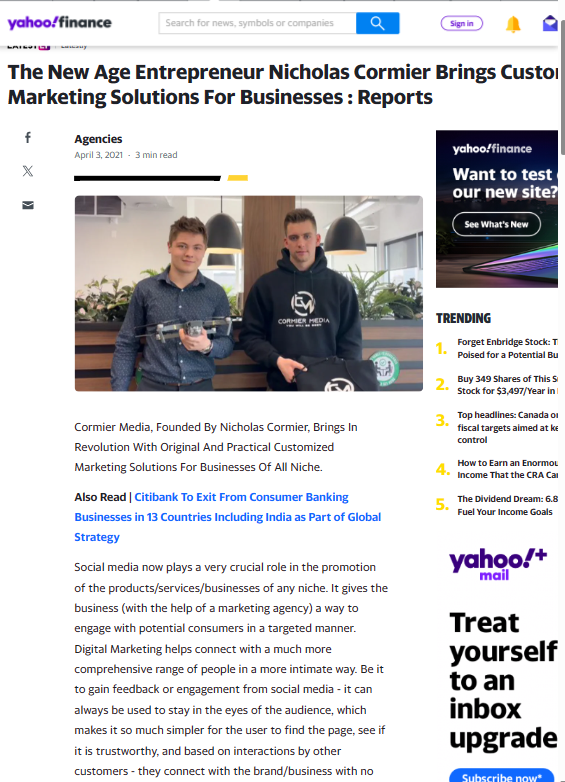 yahoo!finance
Search for news, symbols or companies
Sign in
LATESTLY LatestLY
The New Age Entrepreneur Nicholas Cormier Brings Custo
Marketing Solutions For Businesses : Reports
Agencies
April 3, 2021 · 3 min read
CORMIER MEDIA
Cormier Media, Founded By Nicholas Cormier, Brings In
Revolution With Original And Practical Customized
Marketing Solutions For Businesses Of All Niche.
Also Read | Citibank To Exit From Consumer Banking
Businesses in 13 Countries Including India as Part of Global
Strategy
Social media now plays a very crucial role in the promotion
of the products/services/businesses of any niche. It gives the
business (with the help of a marketing agency) a way to
engage with potential consumers in a targeted manner.
Digital Marketing helps connect with a much more
comprehensive range of people in a more intimate way. Be it
to gain feedback or engagement from social media - it can
always be used to stay in the eyes of the audience, which
makes it so much simpler for the user to find the page, see if
it is trustworthy, and based on interactions by other
customers - they connect with the brand/business with no
yahoo!finance
Want to test
our new site?
See What's New
TRENDING
1. Forget Enbridge Stock: T
Poised for a Potential Bu
2. Buy 349 Shares of This S
Stock for $3,497/Year in
3. Top headlines: Canada or
fiscal targets aimed at ke
control
4. How to Earn an Enormou
Income That the CRA Ca
5. The Dividend Dream: 6.8
Fuel Your Income Goals
yahoo!+
mail
Treat
yourself
to an
inbox
upgrade
Subscribe now*